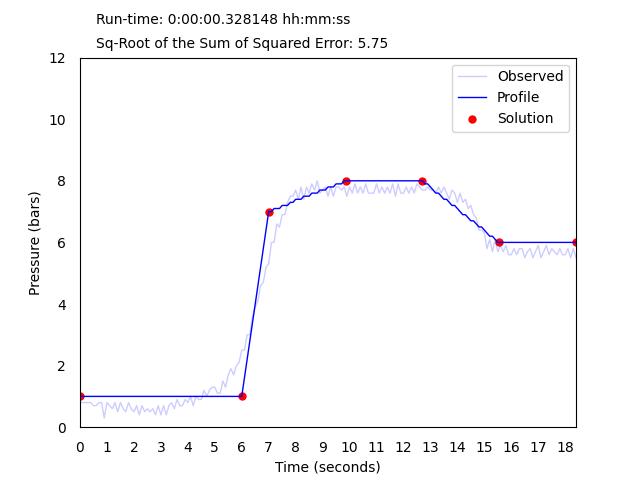 Run-time: 0:00:00.328148 hh:mm:ss
Sq-Root of the Sum of Squared Error: 5.75
12
10
8
6
4
2
0
Pressure (bars)
Observed
Profile
Solution
0 1 2 3 4 5 6 7 8 9 10 11 12 13 14 15 16 17 18
Time (seconds)